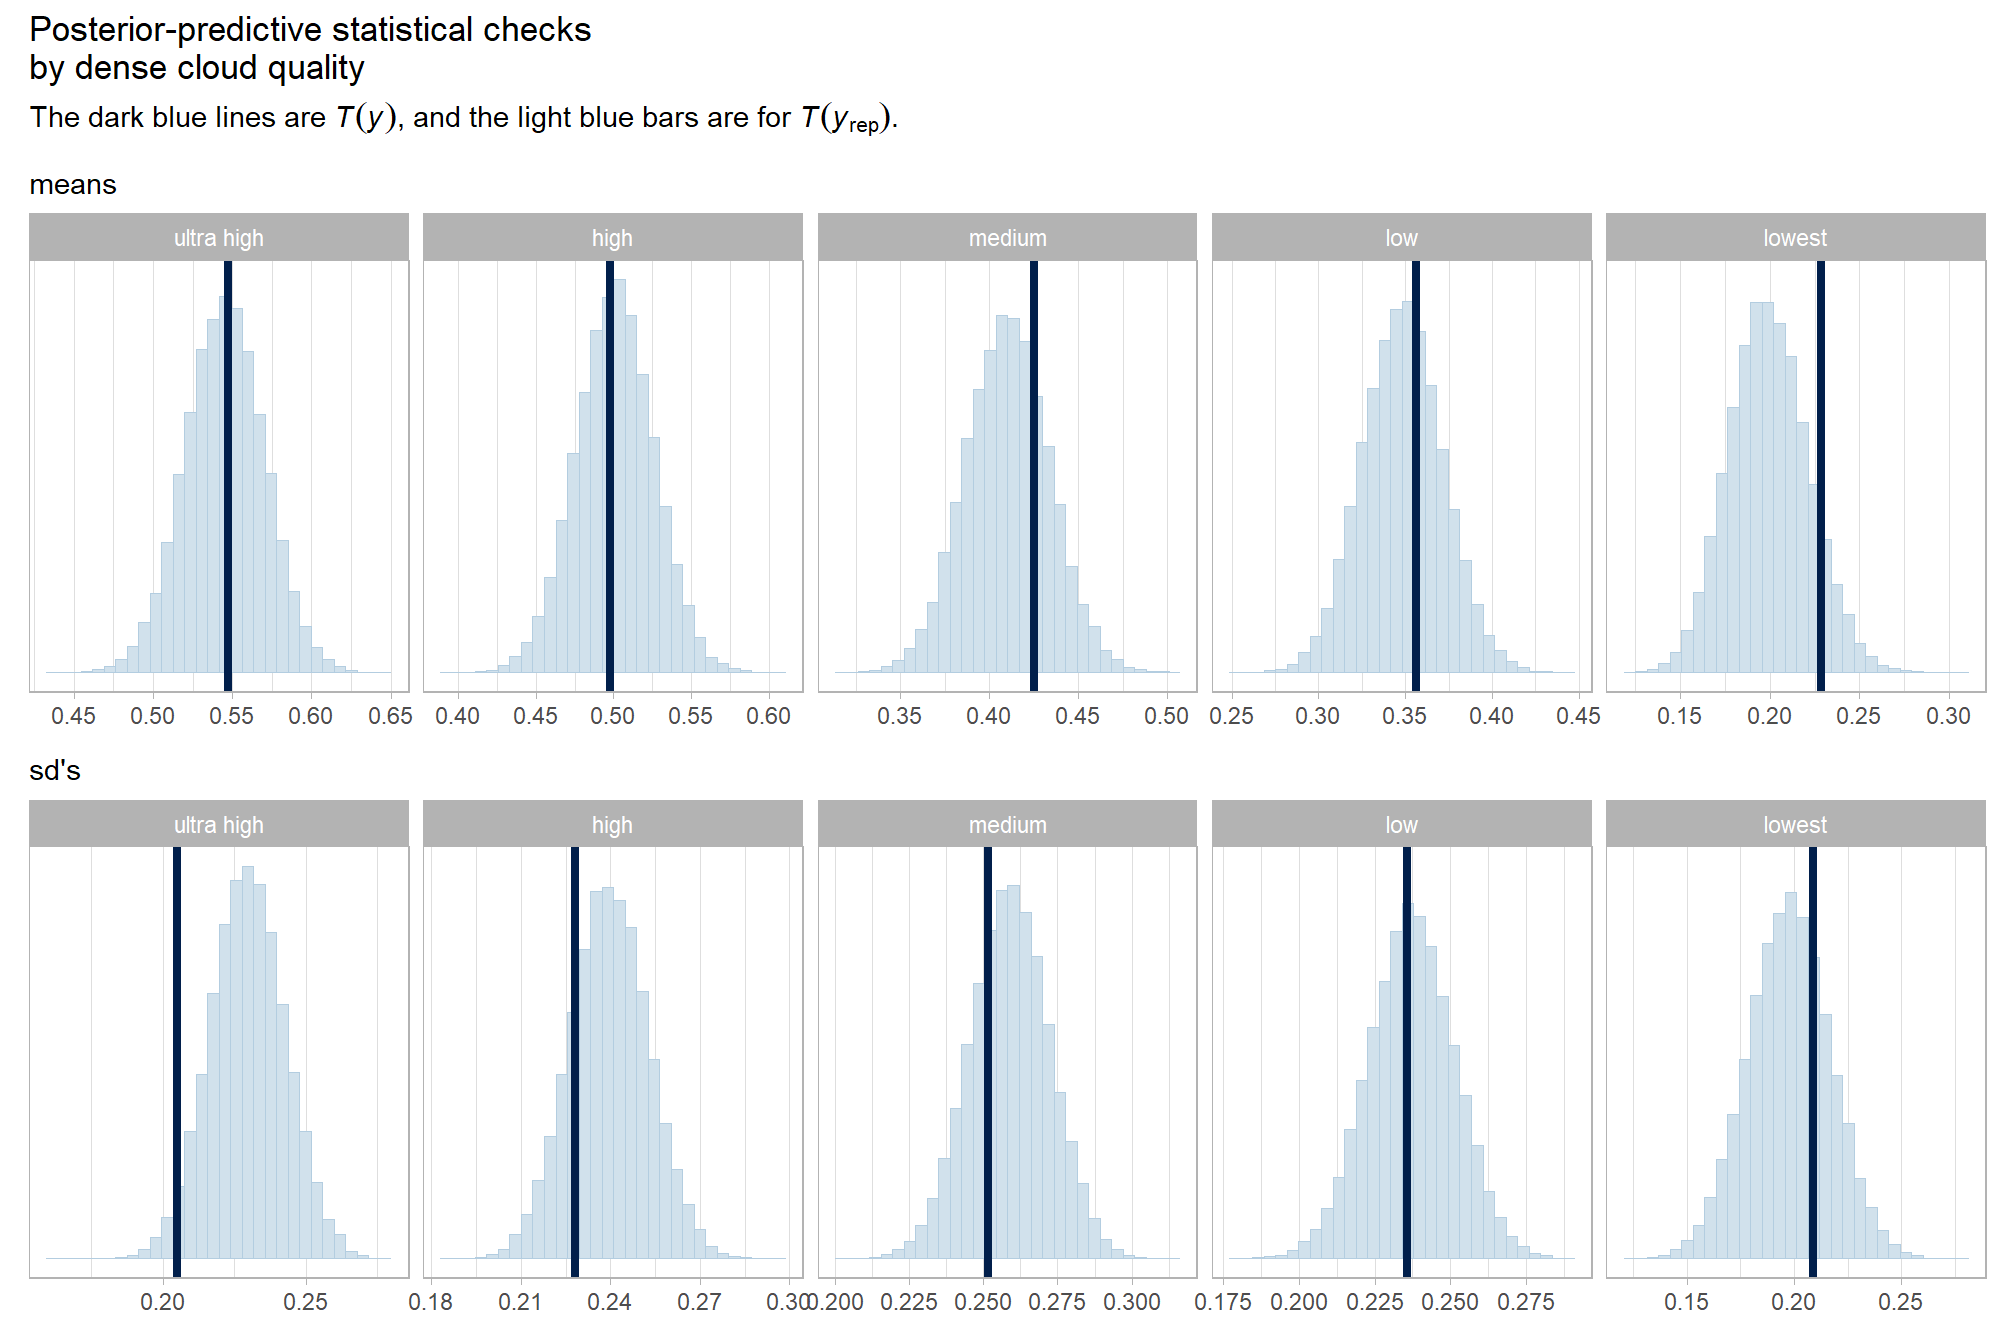 Posterior-predictive statistical checks
by dense cloud quality
The dark blue lines are T(y), and the light blue bars are for T(y_rep).
means
ultra high high medium low lowest
0.45 0.50 0.55 0.60 0.65 0.40 0.45 0.50 0.55 0.60 0.35 0.40 0.45 0.50 0.25 0.30 0.35 0.40 0.45 0.15 0.20 0.25 0.30
sd's
ultra high high medium low lowest
0.20 0.25 0.18 0.21 0.24 0.27 0.30 0.200 0.225 0.250 0.275 0.300 0.175 0.200 0.225 0.250 0.275 0.15 0.20 0.25